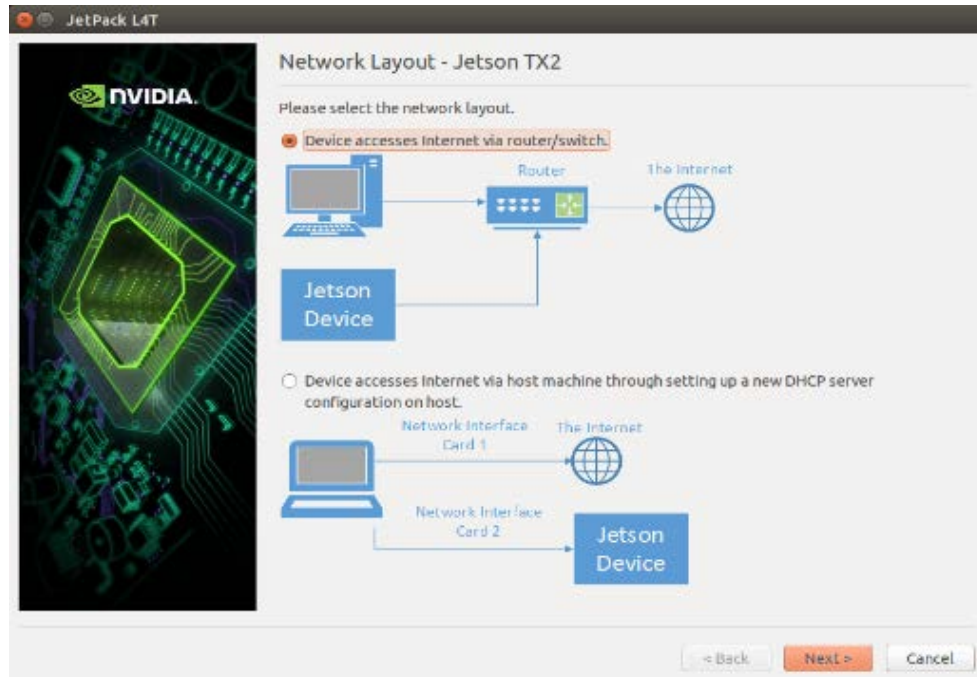 JetPack L4T
NVIDIA.
Network Layout - Jetson TX2
Please select the network layout.
Device accesses Internet via router/switch.
Router
The Internet
Jetson
Device
Device accesses Internet via host machine through setting up a new DHCP server
configuration on host.
Network Interface
Card 1
The Internet
Network Interface
Card 2
Jetson
Device
< Back
Next >
Cancel